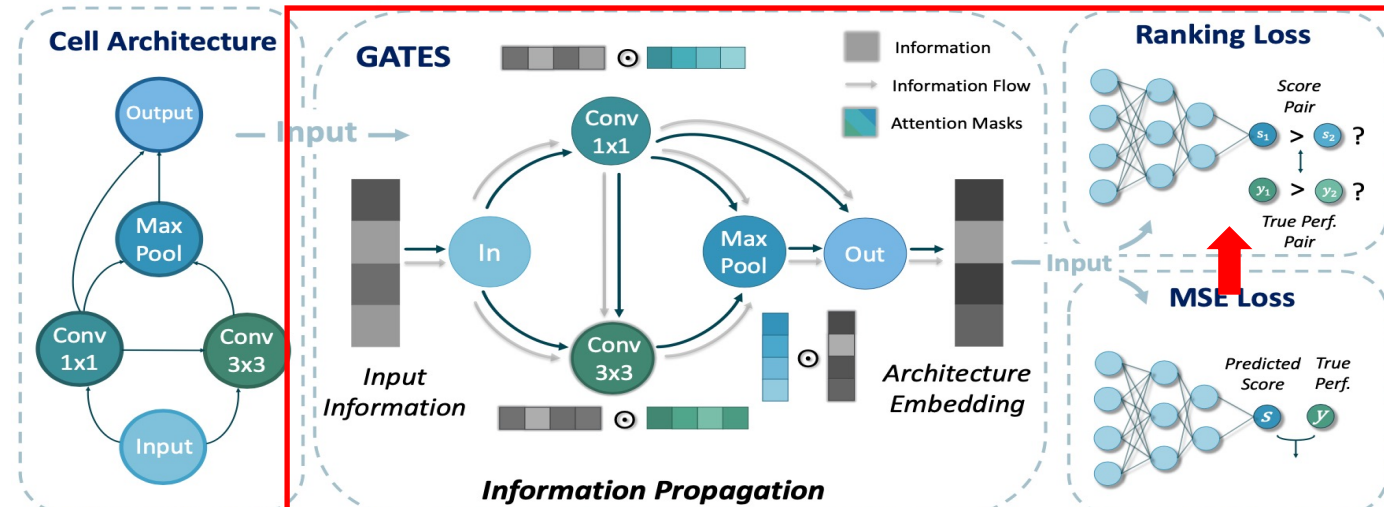 Cell Architecture
Output
Max
Pool
Conv
1x1
Conv
3x3
Input
Input
GATES
⊙
Information
Information Flow
Attention Masks
Conv
1x1
In
Max
Pool
Out
Conv
3x3
⊙
⊙
Input
Information
Architecture
Embedding
Information Propagation
Input
Ranking Loss
Score
Pair
s₁ > s₂ ?
y₁ > y₂ ?
True Perf.
Pair
MSE Loss
Predicted
Score
True
Perf.
s
y